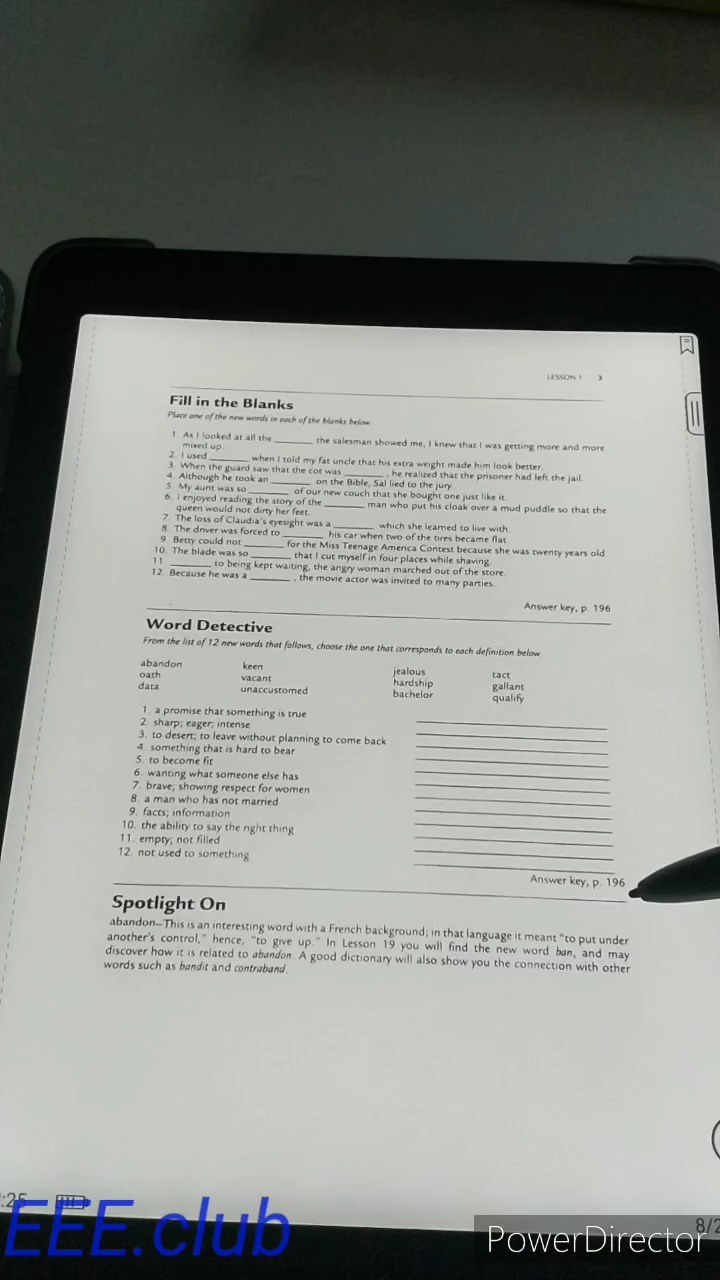 LESSON 1 3
Fill in the Blanks
Place one of the new words in each of the blanks below.
1. As I looked at all the ______ the salesman showed me, I knew that I was getting more and more
mixed up.
2. I used ______ when I told my fat uncle that his extra weight made him look better.
3. When the guard saw that the cot was ______, he realized that the prisoner had left the jail.
4. Although he took an ______ on the Bible, Sal lied to the jury.
5. My aunt was so ______ of our new couch that she bought one just like it.
6. I enjoyed reading the story of the ______ man who put his cloak over a mud puddle so that the
queen would not dirty her feet.
7. The loss of Claudia's eyesight was a ______ which she learned to live with.
8. The driver was forced to ______ his car when two of the tires became flat.
9. Betty could not ______ for the Miss Teenage America Contest because she was twenty years old.
10. The blade was so ______ that I cut myself in four places while shaving.
11. ______ to being kept waiting, the angry woman marched out of the store.
12. Because he was a ______, the movie actor was invited to many parties.
Answer key, p. 196
Word Detective
From the list of 12 new words that follows, choose the one that corresponds to each definition below.
abandon keen jealous tact
oath vacant hardship gallant
data unaccustomed bachelor qualify
1. a promise that something is true
2. sharp; eager; intense
3. to desert; to leave without planning to come back
4. something that is hard to bear
5. to become fit
6. wanting what someone else has
7. brave; showing respect for women
8. a man who has not married
9. facts; information
10. the ability to say the right thing
11. empty; not filled
12. not used to something
Answer key, p. 196
Spotlight On
abandon—This is an interesting word with a French background; in that language it meant "to put under
another's control," hence, "to give up." In Lesson 19 you will find the new word ban, and may
discover how it is related to abandon. A good dictionary will also show you the connection with other
words such as bandit and contraband.
:25
8/2
EEE.club
PowerDirector